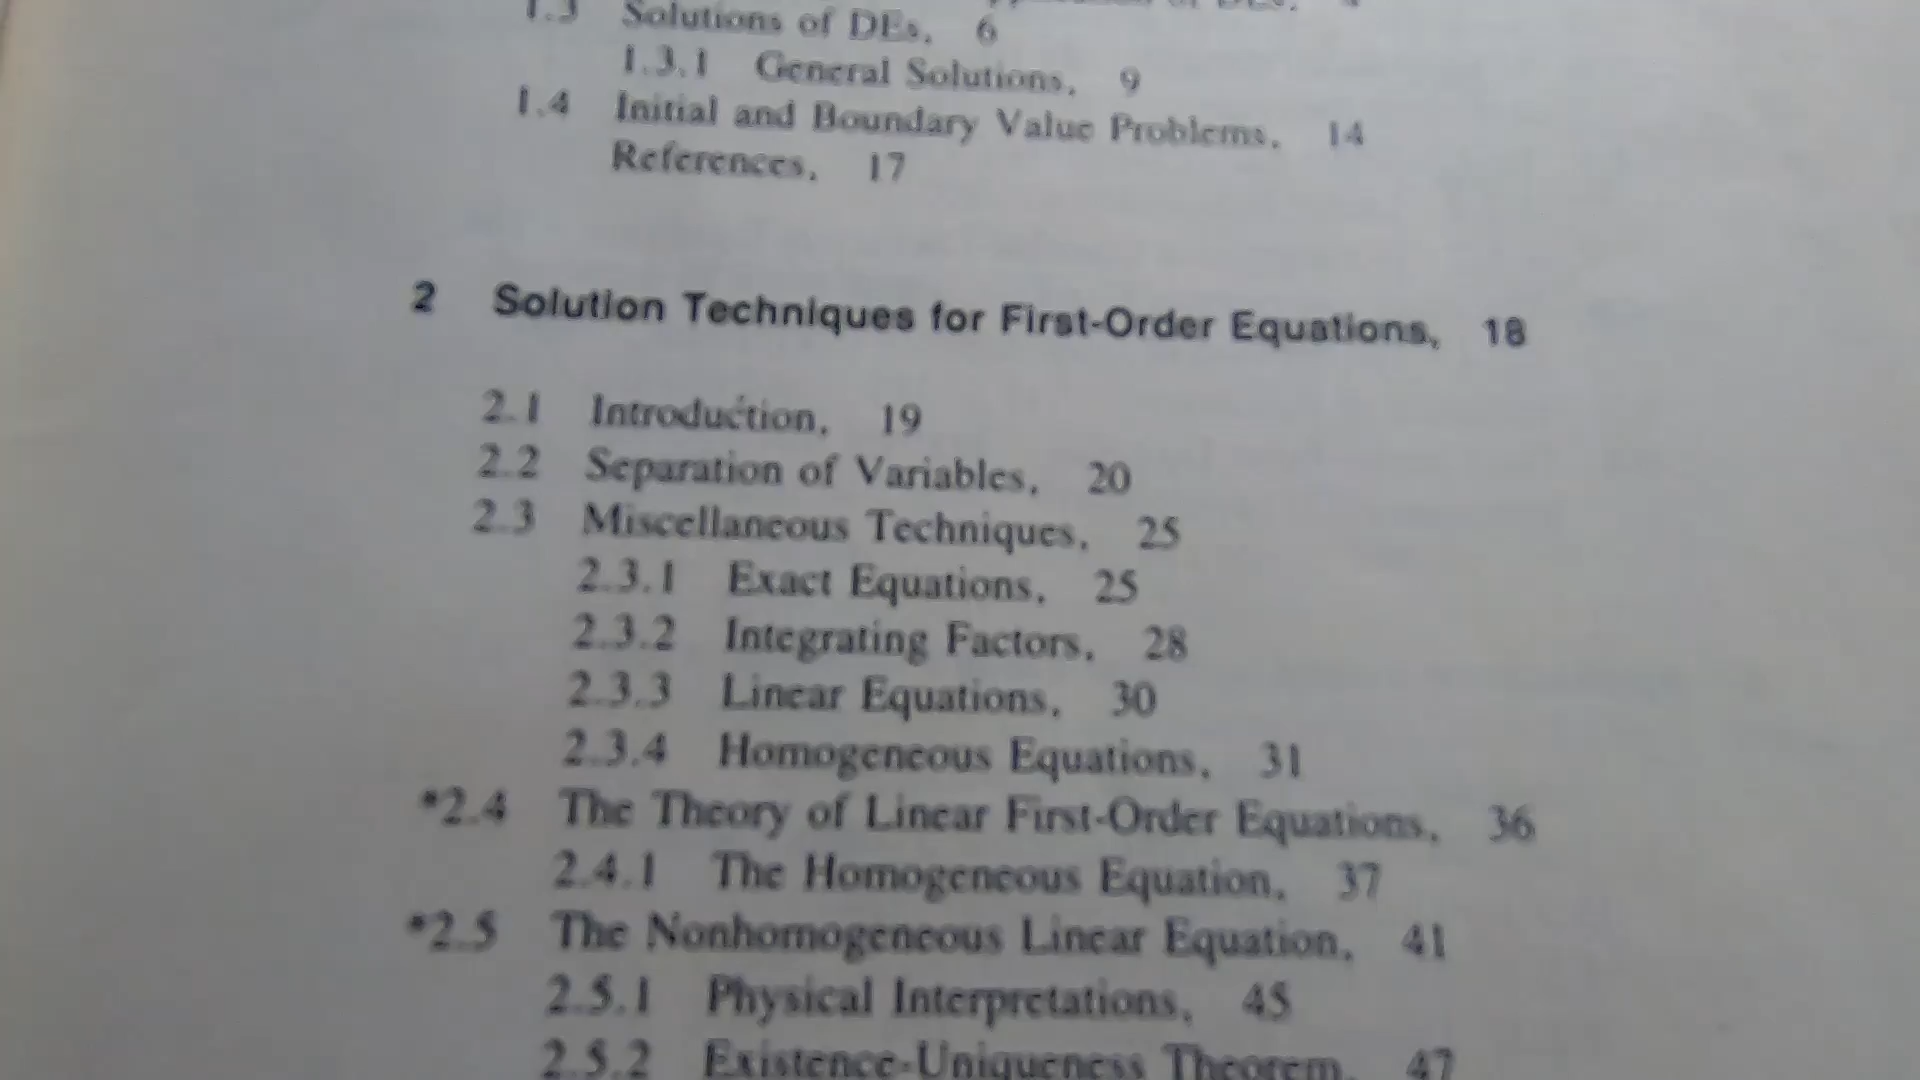 1.3 Solutions of DEs, 6
1.3.1 General Solutions, 9
1.4 Initial and Boundary Value Problems, 14
References, 17
2 Solution Techniques for First-Order Equations, 18
2.1 Introduction, 19
2.2 Separation of Variables, 20
2.3 Miscellaneous Techniques, 25
2.3.1 Exact Equations, 25
2.3.2 Integrating Factors, 28
2.3.3 Linear Equations, 30
2.3.4 Homogeneous Equations, 31
*2.4 The Theory of Linear First-Order Equations, 36
2.4.1 The Homogeneous Equation, 37
*2.5 The Nonhomogeneous Linear Equation, 41
2.5.1 Physical Interpretations, 45
2.5.2 Existence-Uniqueness Theorem, 47